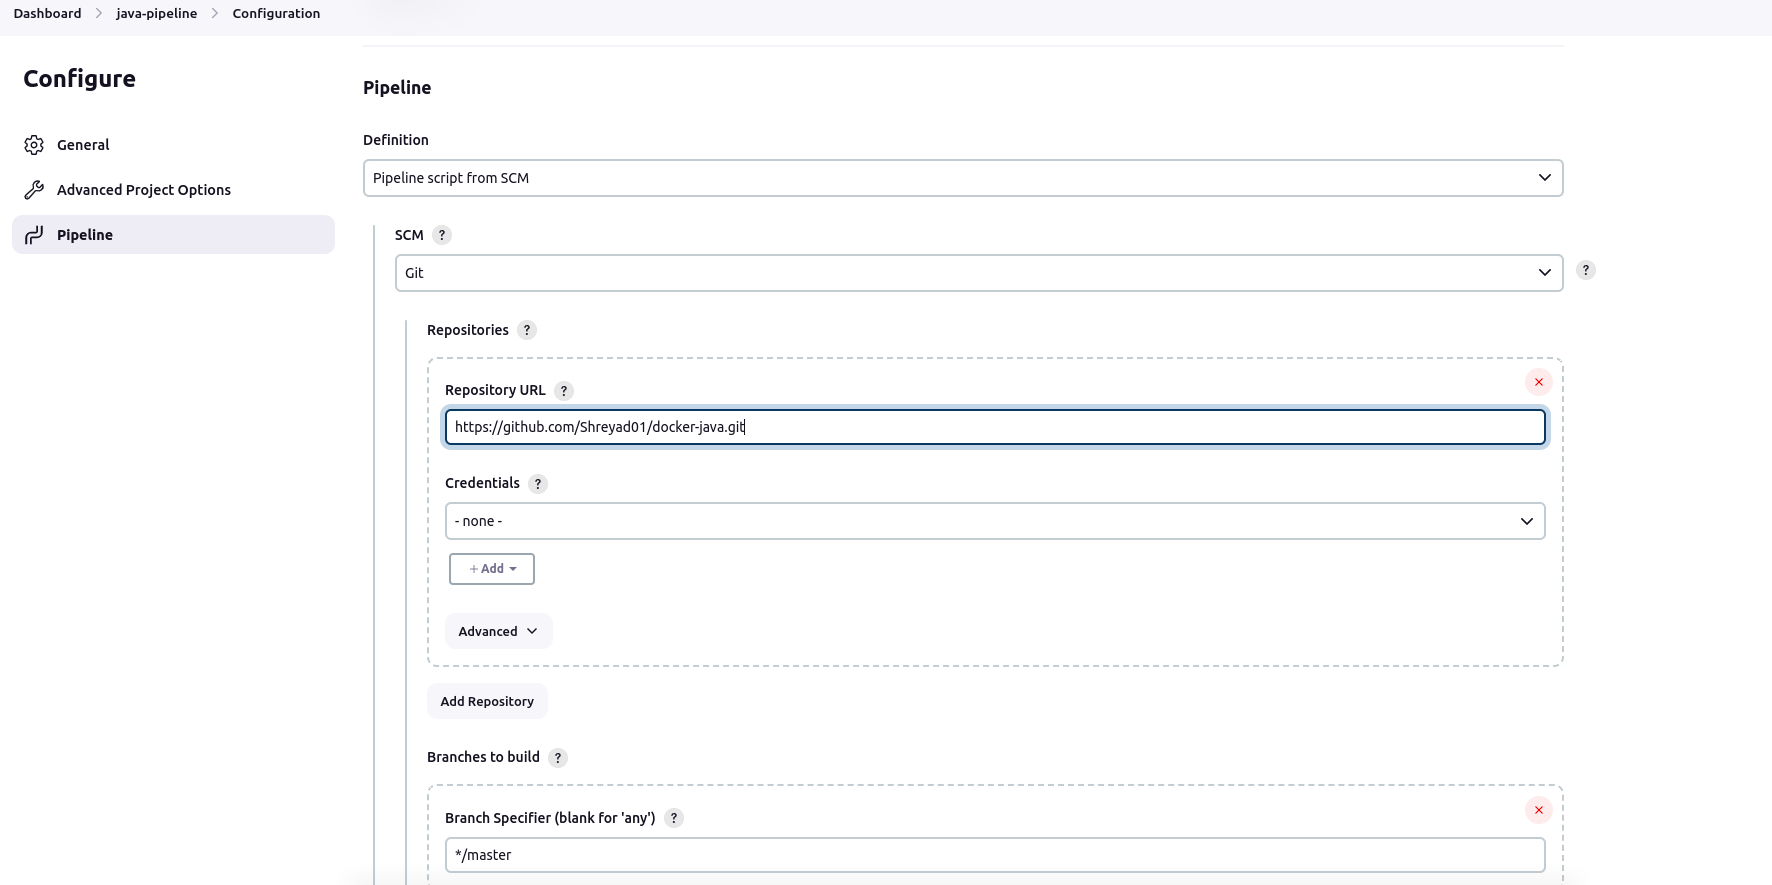 Dashboard > java-pipeline > Configuration
Configure
General
Advanced Project Options
Pipeline
Pipeline
Definition
Pipeline script from SCM
SCM ?
Git
?
Repositories ?
Repository URL ?
https://github.com/Shreyad01/docker-java.git
Credentials ?
- none -
+ Add
Advanced
Add Repository
Branches to build ?
Branch Specifier (blank for 'any') ?
*/master